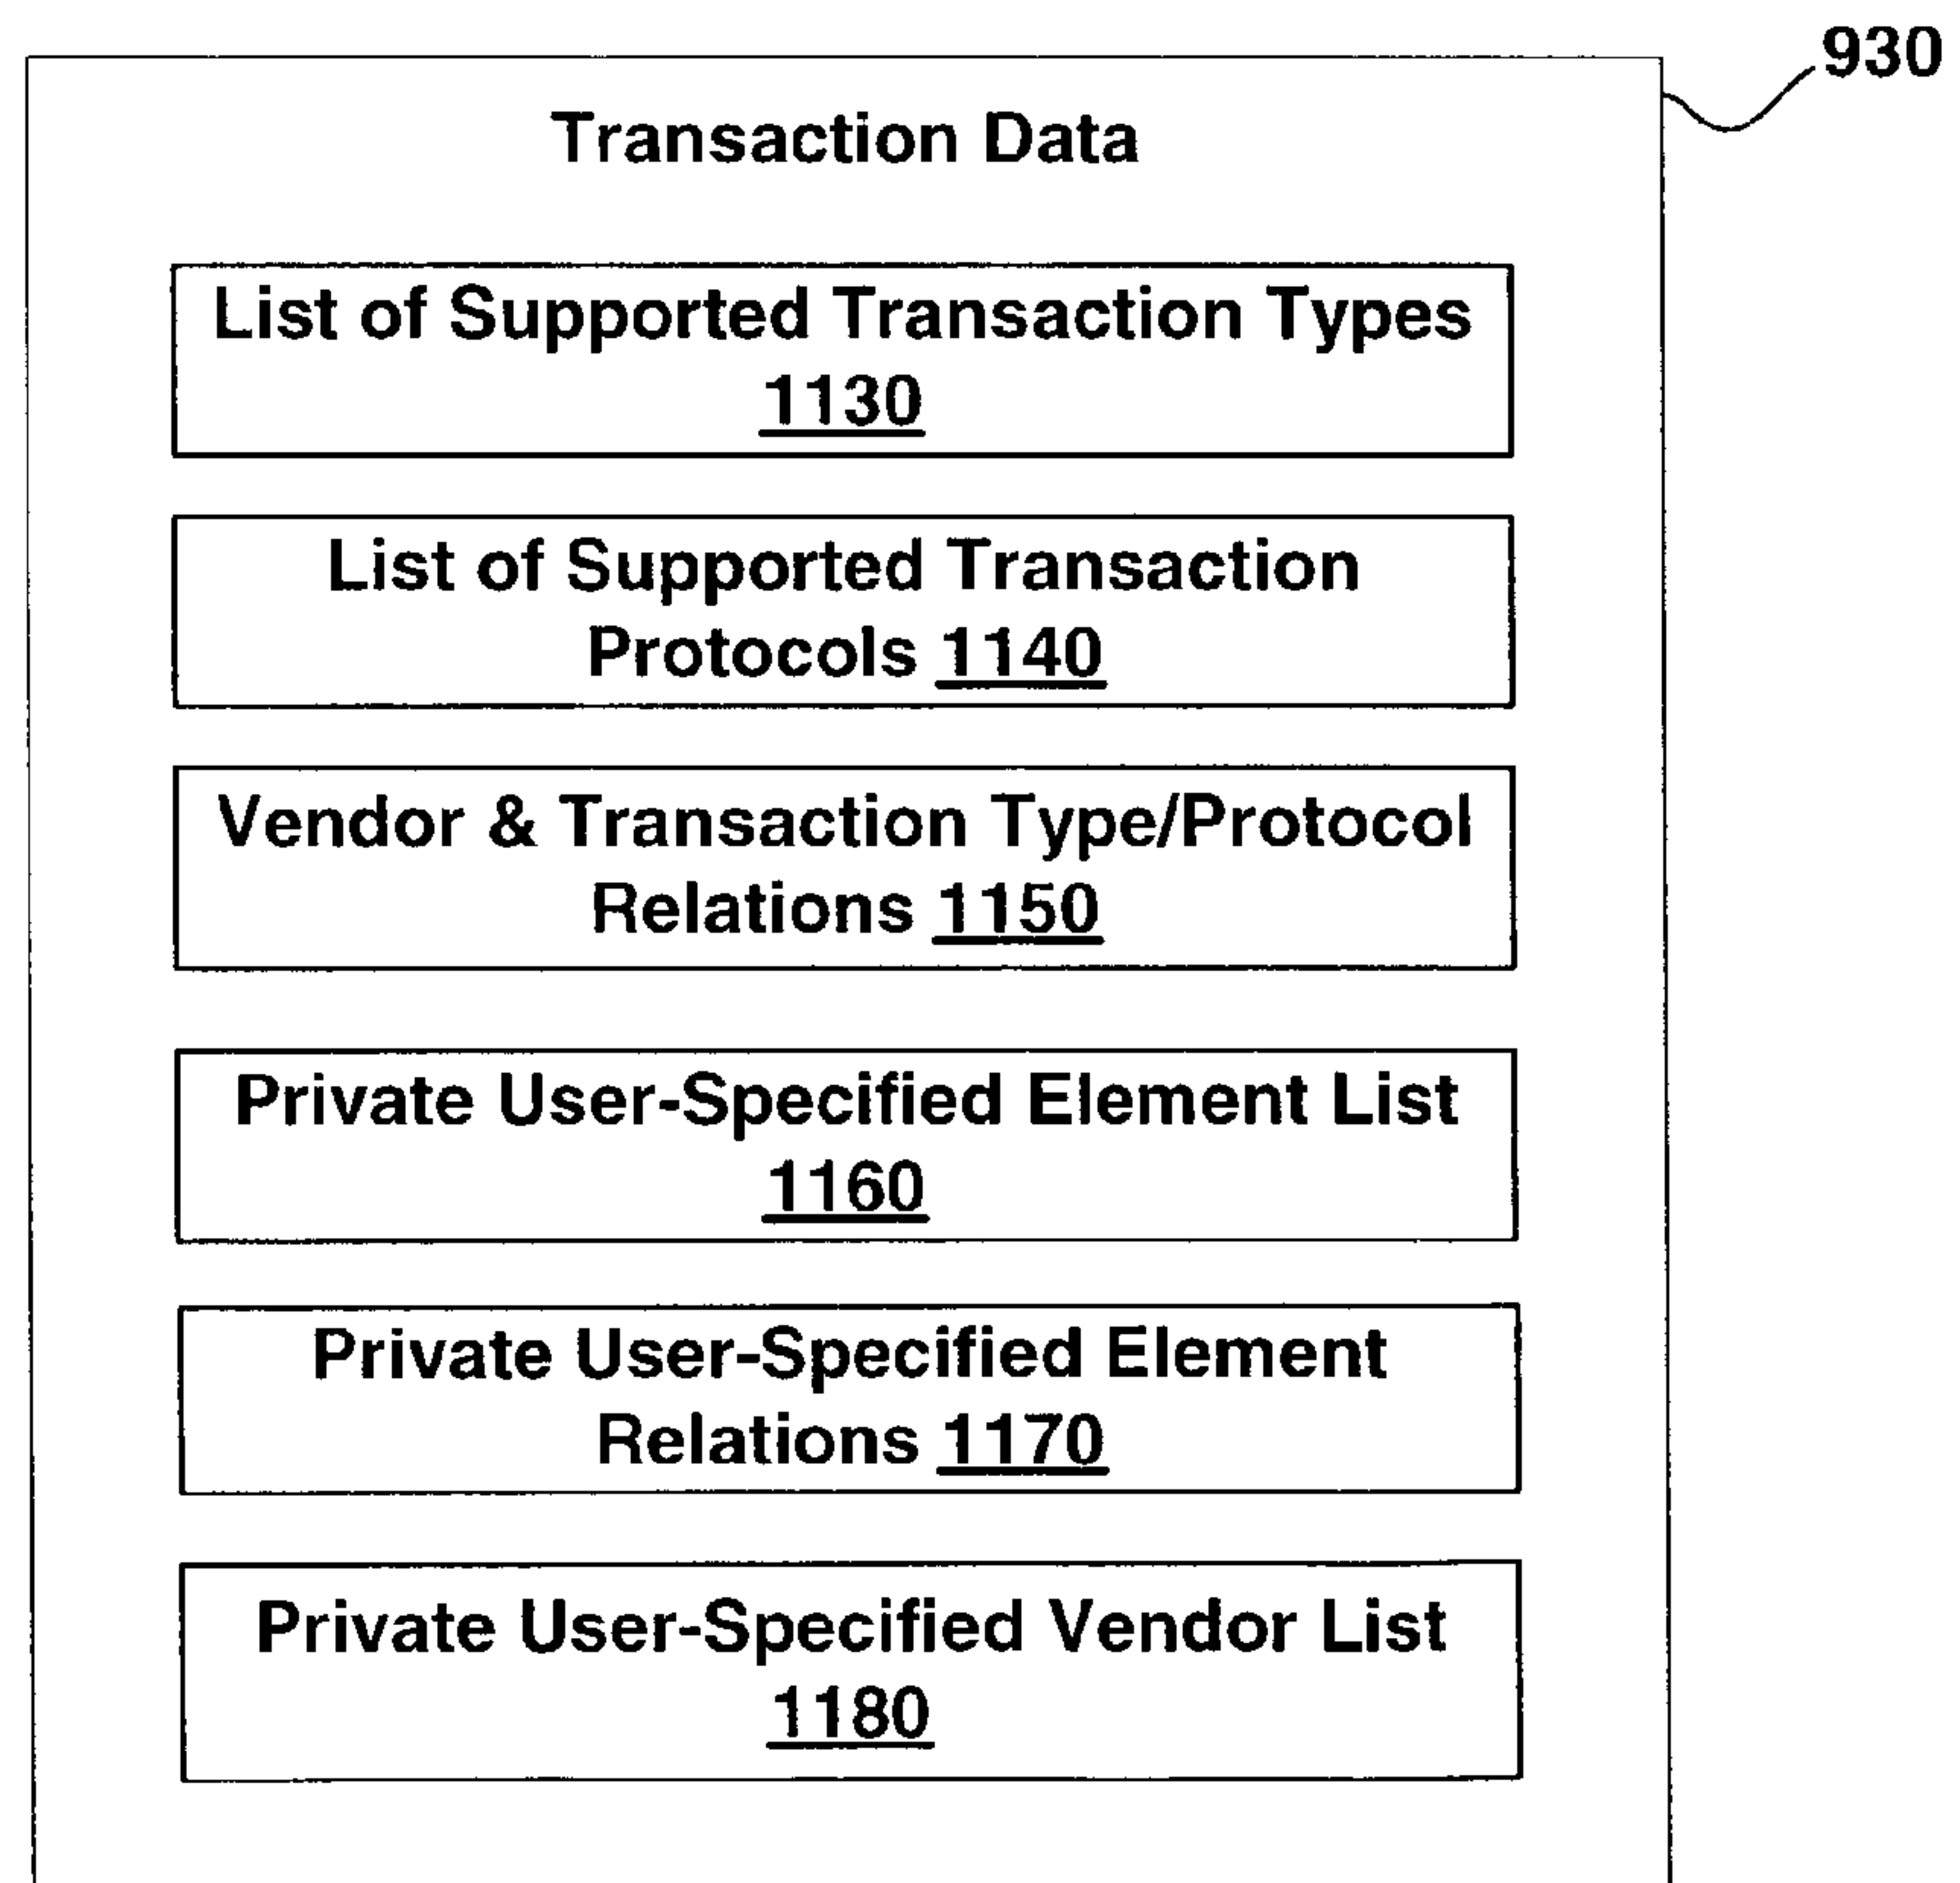 930
Transaction Data
List of Supported Transaction Types
1130
List of Supported Transaction
Protocols 1140
Vendor & Transaction Type/Protocol
Relations 1150
Private User-Specified Element List
1160
Private User-Specified Element
Relations 1170
Private User-Specified Vendor List
1180